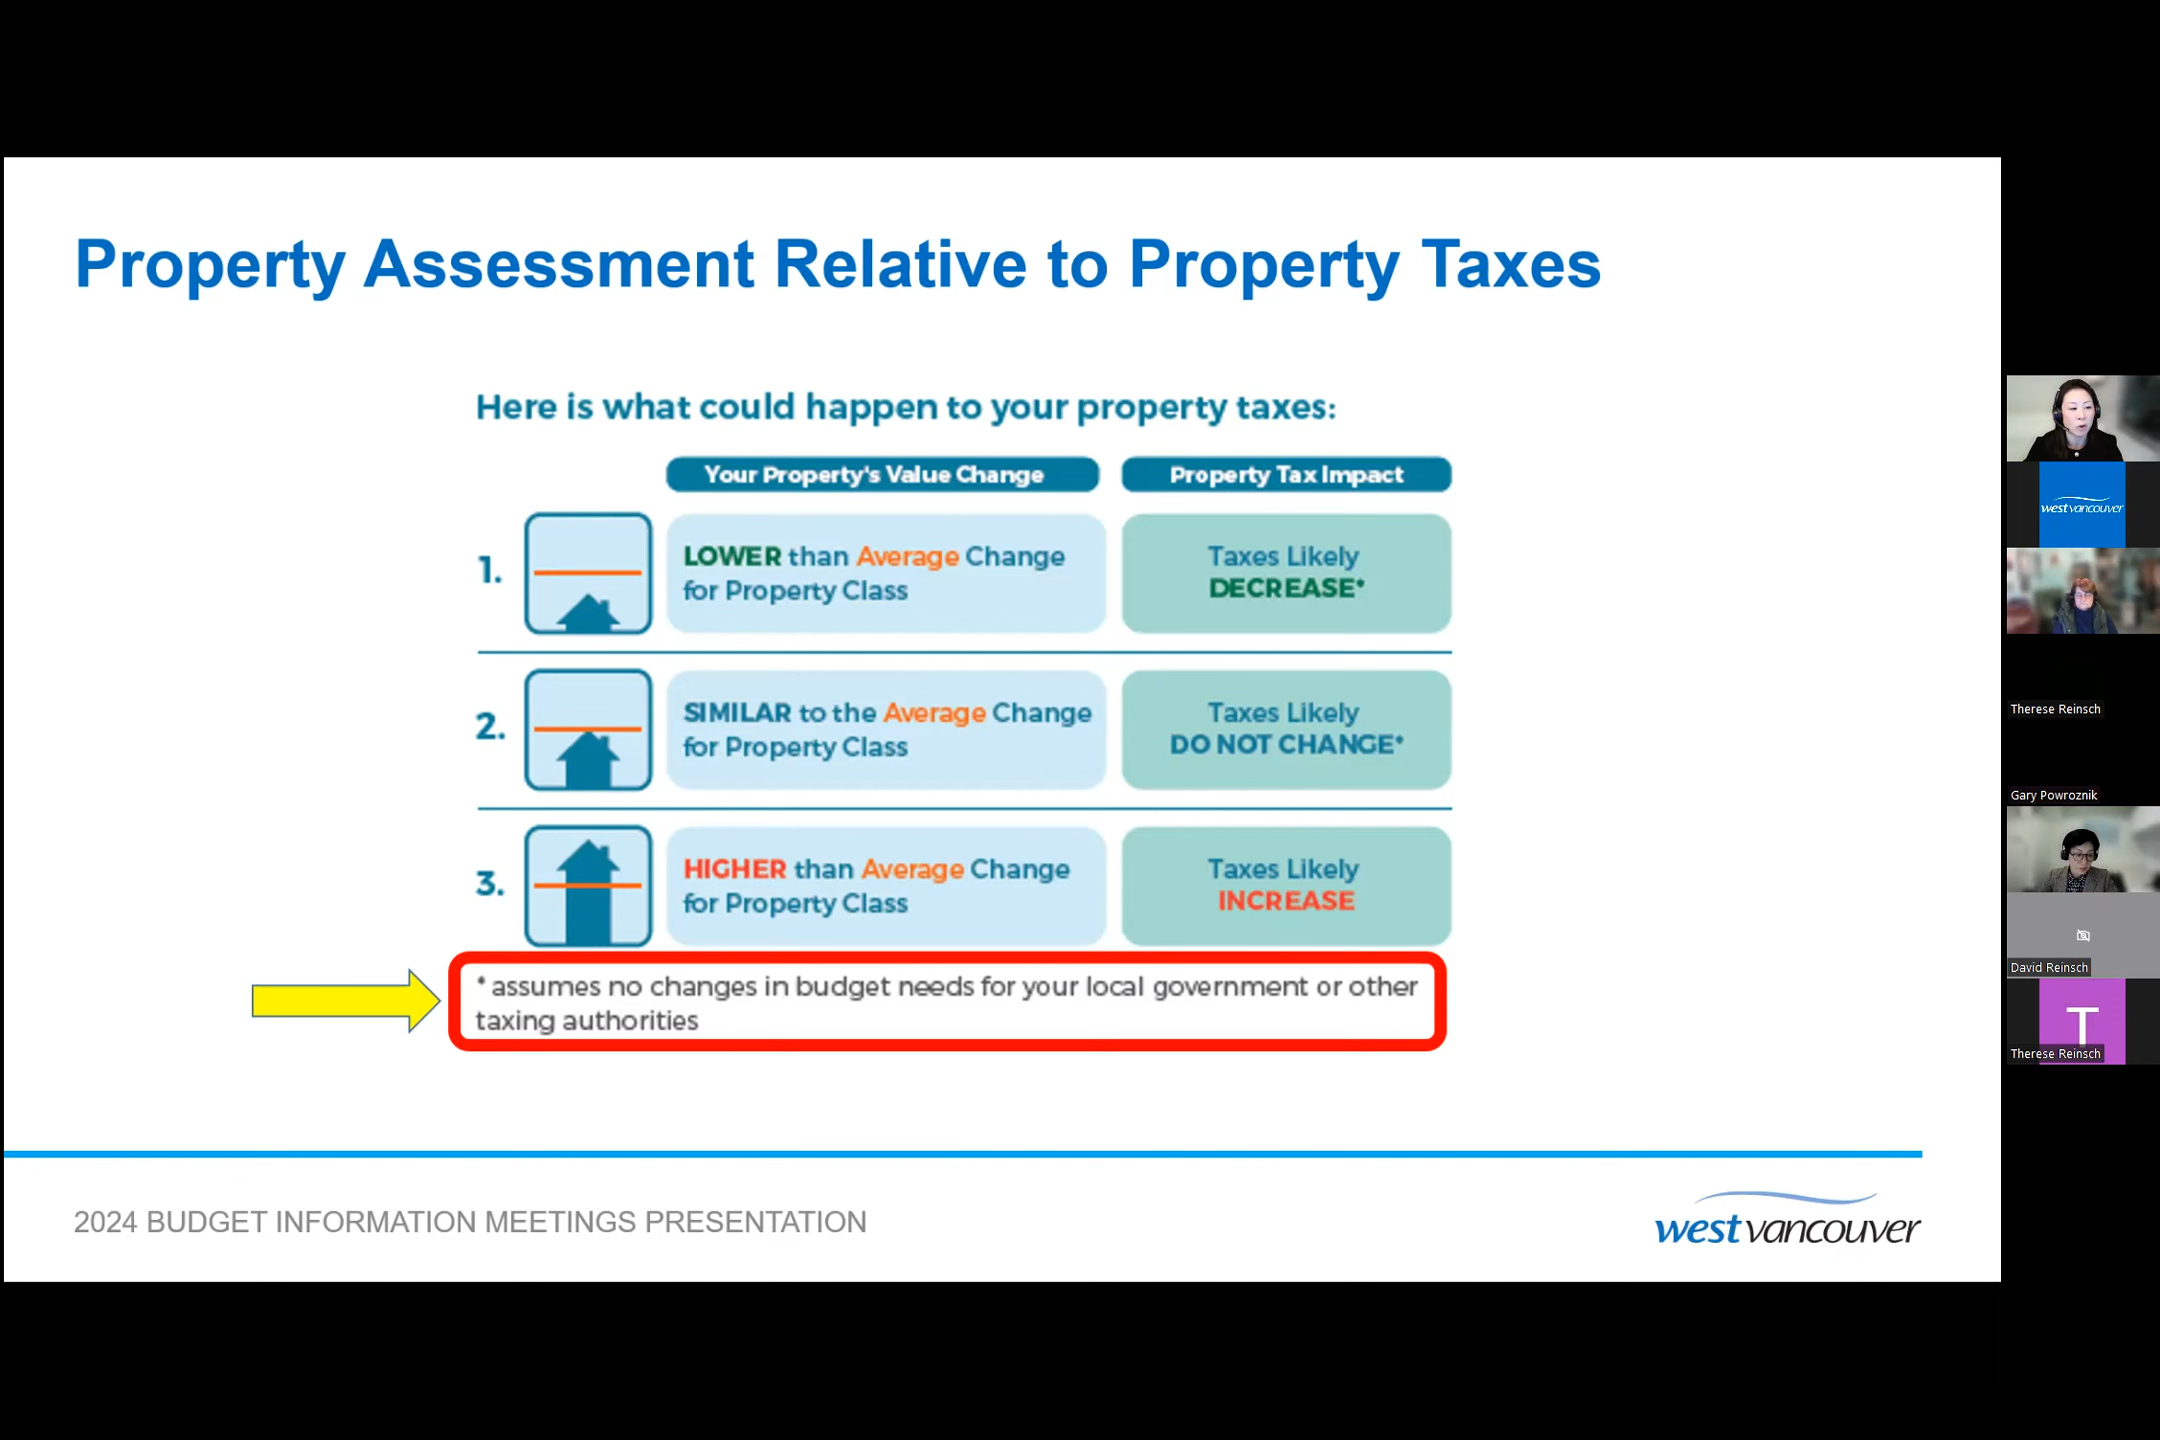 Property Assessment Relative to Property Taxes
Here is what could happen to your property taxes:
Your Property's Value Change
Property Tax Impact
1.
LOWER than Average Change
for Property Class
Taxes Likely
DECREASE*
2.
SIMILAR to the Average Change
for Property Class
Taxes Likely
DO NOT CHANGE*
3.
HIGHER than Average Change
for Property Class
Taxes Likely
INCREASE
* assumes no changes in budget needs for your local government or other
taxing authorities
2024 BUDGET INFORMATION MEETINGS PRESENTATION
westvancouver
westvancouver
Therese Reinsch
Gary Powroznik
David Reinsch
T
Therese Reinsch